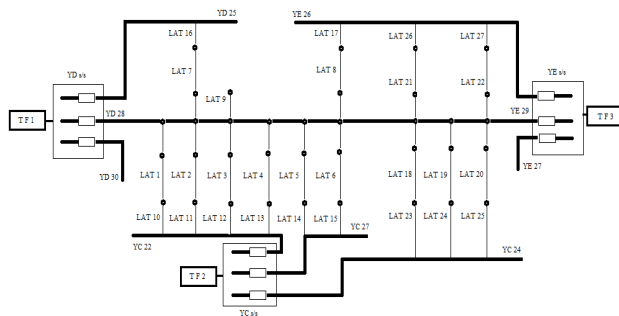 YD 25
YE 26
LAT 16
LAT 17
LAT 26
LAT 27
YD s/s
LAT 7
LAT 8
YE s/s
LAT 9
LAT 21
LAT 22
TF1
YD 28
YE 29
TF3
YD 30
LAT 1
LAT 2
LAT 3
LAT 4
LAT 5
LAT 6
LAT 18
LAT 19
LAT 20
YE 27
LAT 10
LAT 11
LAT 12
LAT 13
LAT 14
LAT 15
LAT 23
LAT 24
LAT 25
YC 22
YC 27
YC 24
TF2
YC s/s